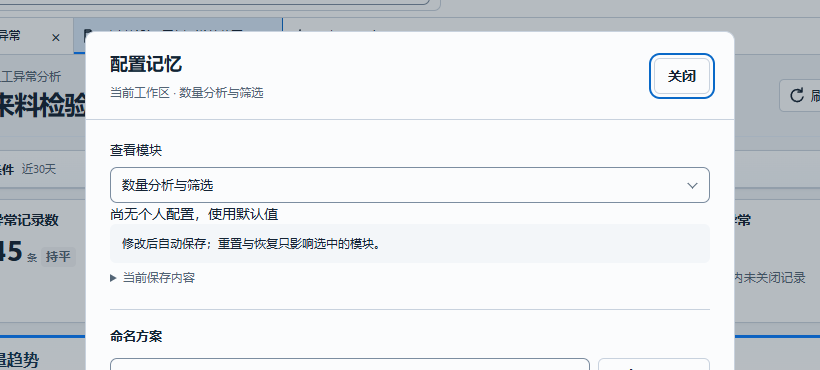 异常
×
配置记忆
关闭
当前工作区 · 数量分析与筛选
工异常分析
来料检验
刷
查看模块
件 近30天
数量分析与筛选
尚无个人配置，使用默认值
常记录数
常
修改后自动保存；重置与恢复只影响选中的模块。
45 条 持平
当前保存内容
内未关闭记录
命名方案
量趋势